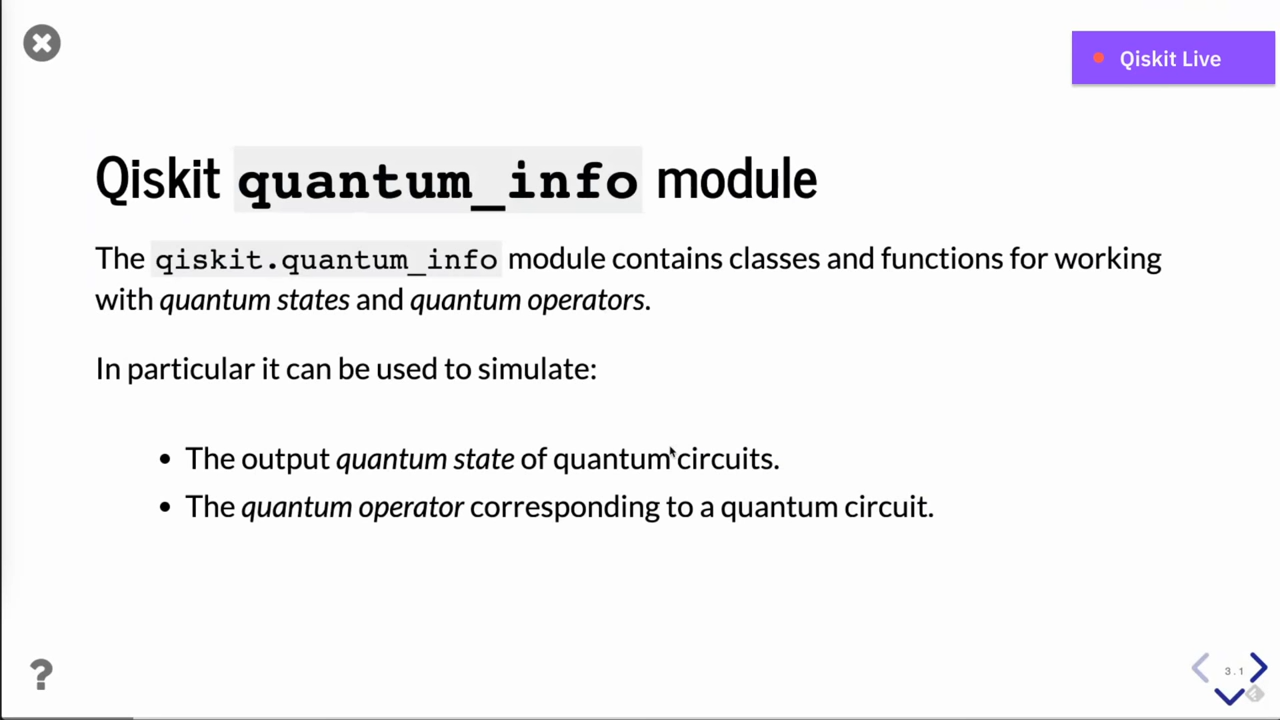 Qiskit Live
Qiskit quantum_info module
The qiskit.quantum_info module contains classes and functions for working
with quantum states and quantum operators.
In particular it can be used to simulate:
• The output quantum state of quantum circuits.
• The quantum operator corresponding to a quantum circuit.
?
3.1